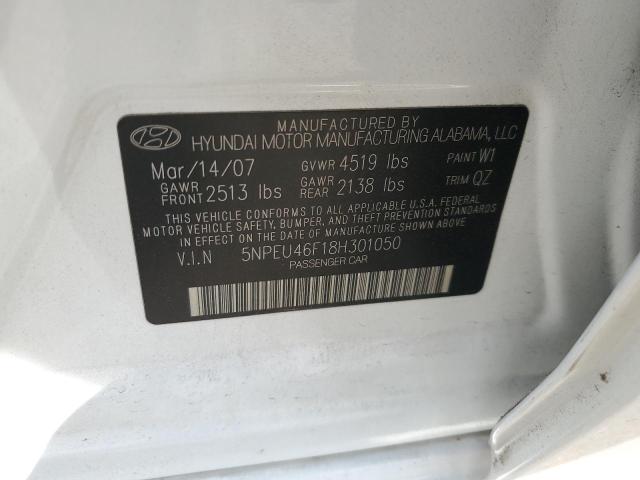 MANUFACTURED BY
HYUNDAI MOTOR MANUFACTURING ALABAMA, LLC
Mar/14/07 GVWR 4519 lbs PAINT W1
GAWR FRONT 2513 lbs GAWR REAR 2138 lbs TRIM QZ
THIS VEHICLE CONFORMS TO ALL APPLICABLE U.S.A. FEDERAL
MOTOR VEHICLE SAFETY, BUMPER, AND THEFT PREVENTION STANDARDS
IN EFFECT ON THE DATE OF MANUFACTURE SHOWN ABOVE.
V.I.N 5NPEU46F18H301050
PASSENGER CAR